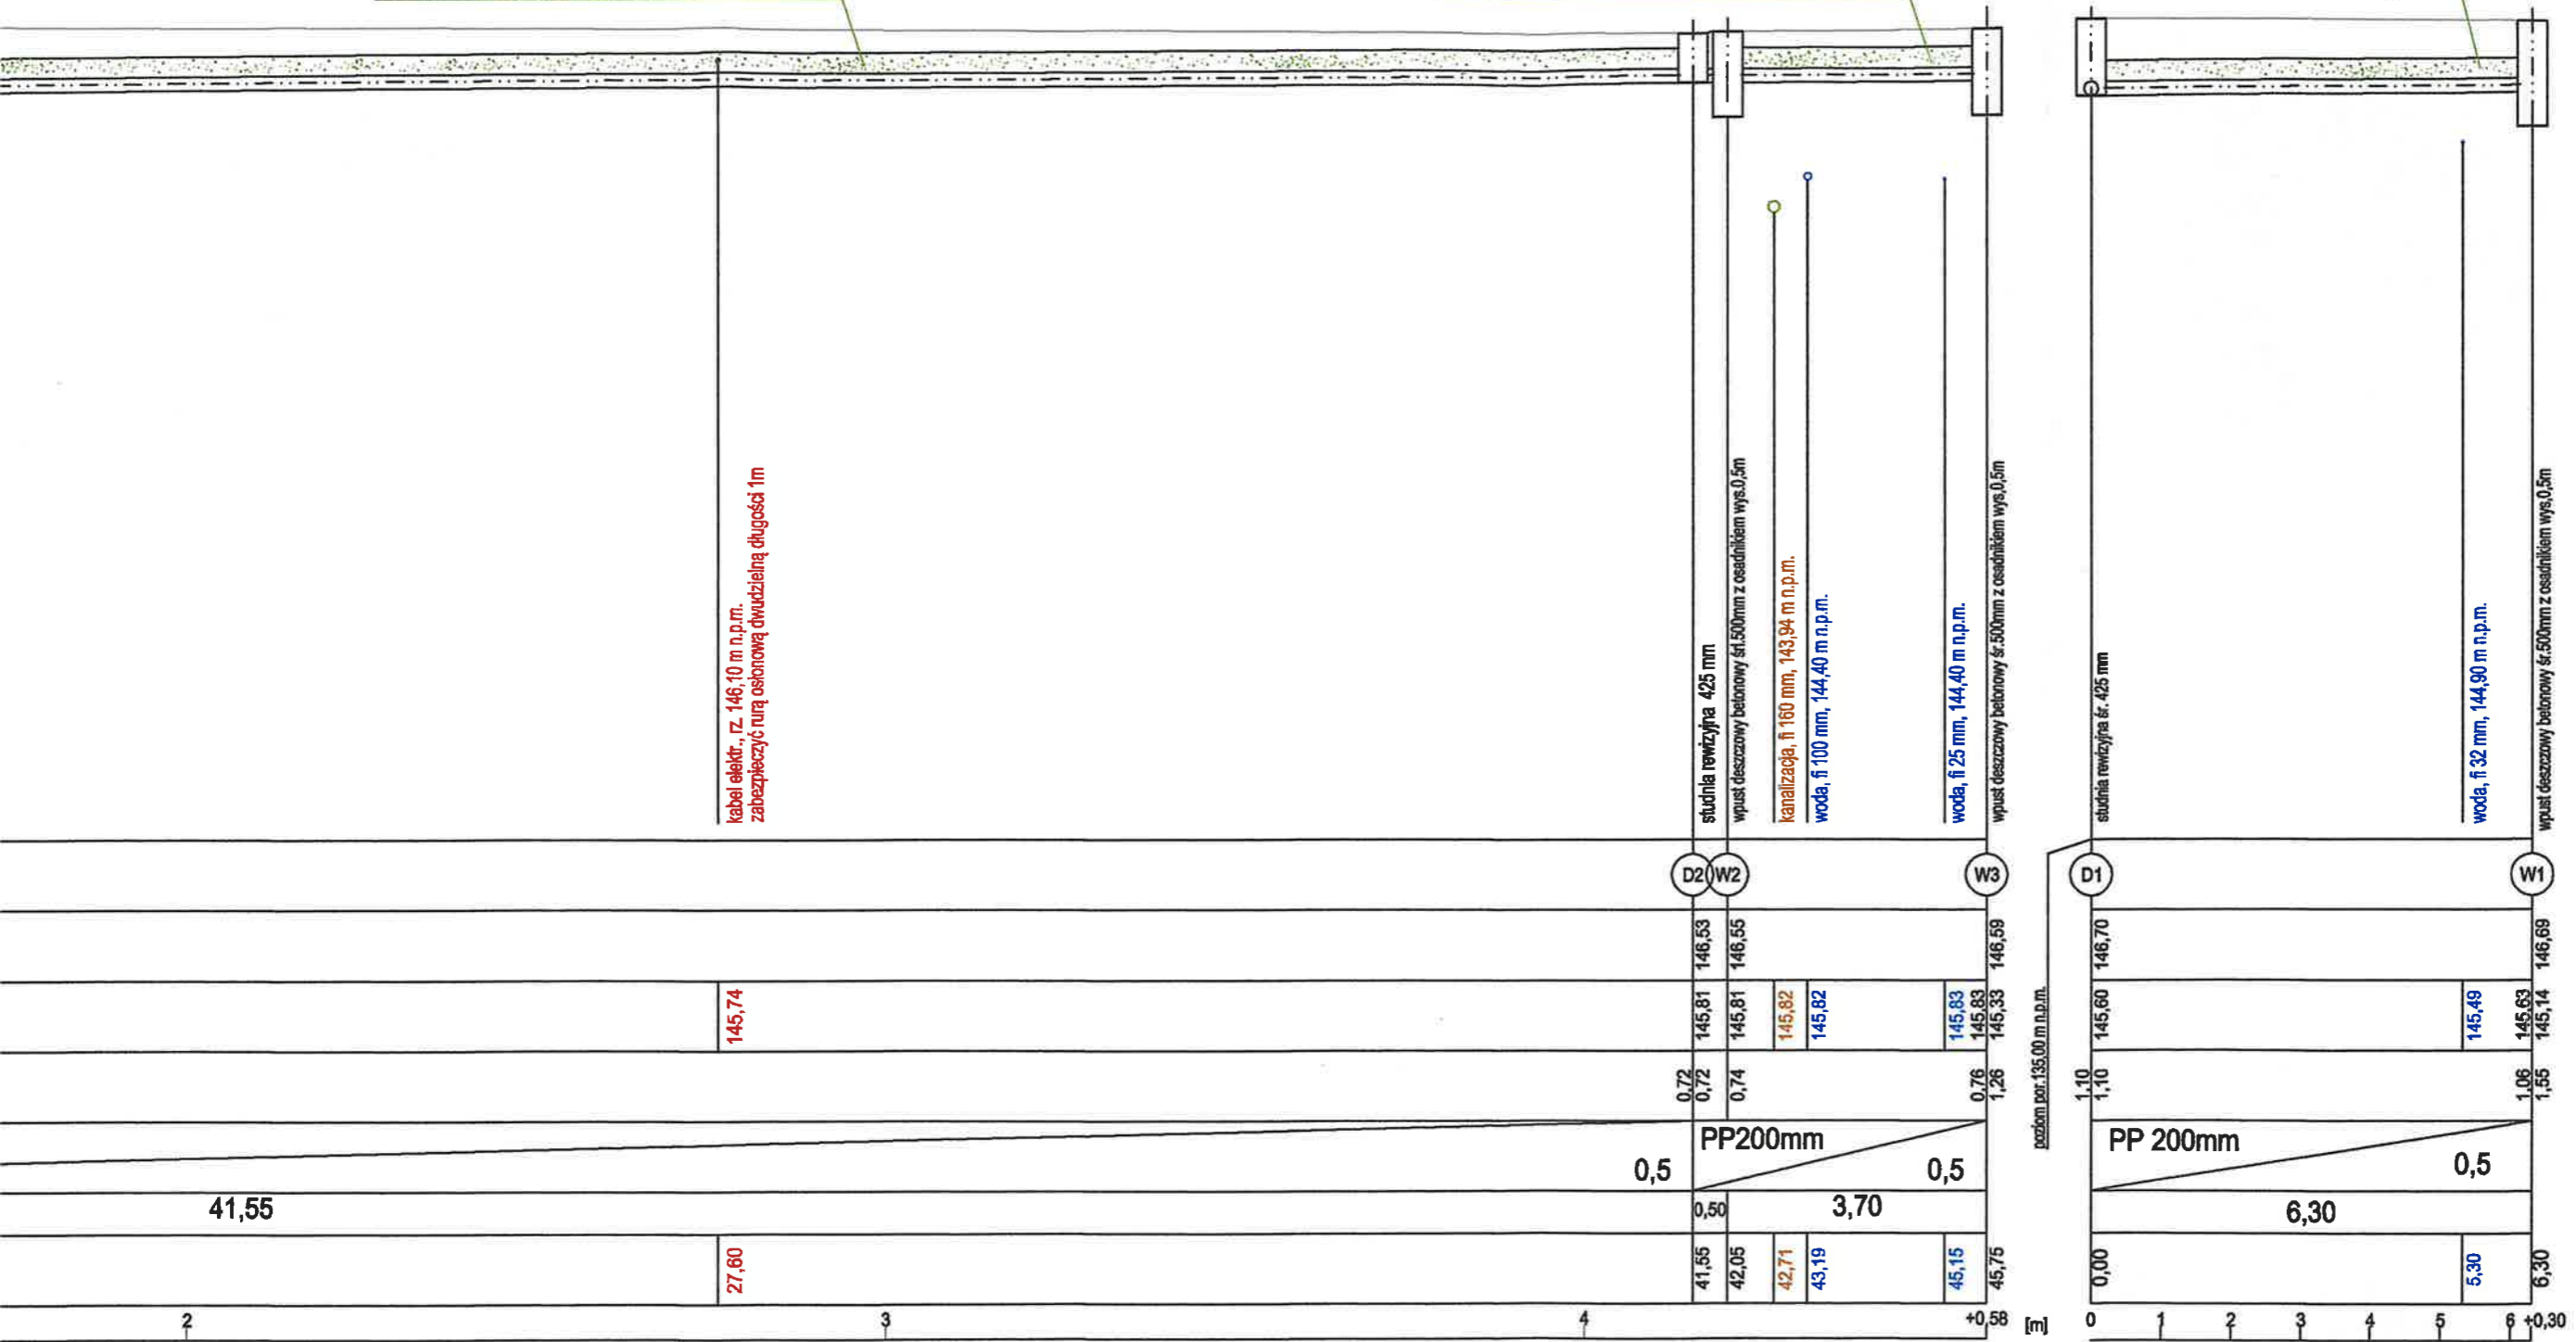 kabel elektr., rz. 146,10 m n.p.m.
zabezpieczyć rurą osłonową dwudzielną długości 1m
studnia rewizyjna 425 mm
wpust deszczowy betonowy śrl.500mm z osadnikiem wys.0,5m
kanalizacja, fi 160 mm, 143,94 m n.p.m.
woda, fi 100 mm, 144,40 m n.p.m.
woda, fi 25 mm, 144,40 m n.p.m.
wpust deszczowy betonowy śr.500mm z osadnikiem wys,0,5m
studnia rewizyjna śr. 425 mm
woda, fi 32 mm, 144,90 m n.p.m.
wpust deszczowy betonowy śr.500mm z osadnikiem wys,0,5m
D2 W2 W3 D1 W1
146,53 146,55 146,59 146,70 146,69
145,74 145,81 145,81 145,82 145,82 145,83 145,83 145,33 145,60 145,49 145,63 145,14
poziom por.135,00 m n.p.m.
0,72 0,72 0,74 0,76 1,26 1,10 1,10 1,06 1,55
PP200mm PP 200mm
0,5 0,5 0,5
41,55 0,50 3,70 6,30
27,60 41,55 42,05 42,71 43,19 45,15 45,75 0,00 5,30 6,30
2 3 4 +0,58 [m] 0 1 2 3 4 5 6 +0,30